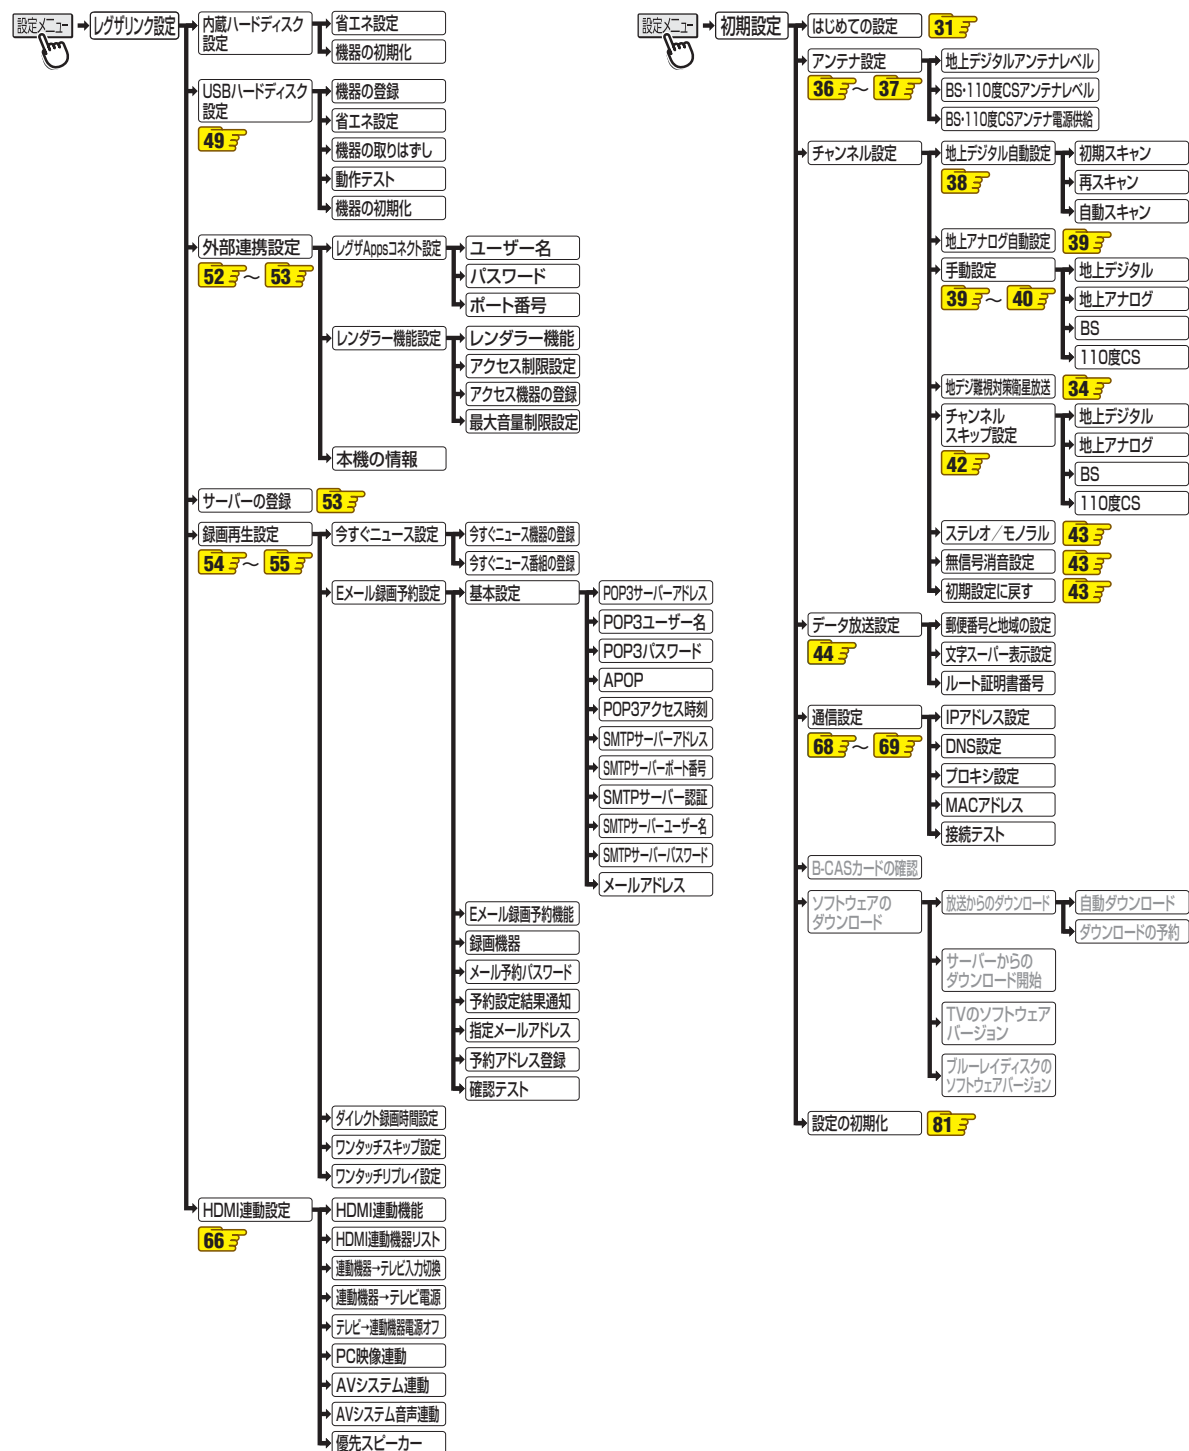 設定メニュー
レグザリンク設定
内蔵ハードディスク
設定
省エネ設定
機器の初期化
USBハードディスク
設定
49
機器の登録
省エネ設定
機器の取りはずし
動作テスト
機器の初期化
外部連携設定
52 ～ 53
レグザAppsコネクト設定
ユーザー名
パスワード
ポート番号
レンダラー機能設定
レンダラー機能
アクセス制限設定
アクセス機器の登録
最大音量制限設定
本機の情報
サーバーの登録 53
録画再生設定
54 ～ 55
今すぐニュース設定
今すぐニュース機器の登録
今すぐニュース番組の登録
Eメール録画予約設定
基本設定
POP3サーバーアドレス
POP3ユーザー名
POP3パスワード
APOP
POP3アクセス時刻
SMTPサーバーアドレス
SMTPサーバーポート番号
SMTPサーバー認証
SMTPサーバーユーザー名
SMTPサーバーパスワード
メールアドレス
Eメール録画予約機能
録画機器
メール予約パスワード
予約設定結果通知
指定メールアドレス
予約アドレス登録
確認テスト
ダイレクト録画時間設定
ワンタッチスキップ設定
ワンタッチリプレイ設定
HDMI連動設定
66
HDMI連動機能
HDMI連動機器リスト
連動機器→テレビ入力切換
連動機器→テレビ電源
テレビ→連動機器電源オフ
PC映像連動
AVシステム連動
AVシステム音声連動
優先スピーカー
設定メニュー
初期設定
はじめての設定 31
アンテナ設定
36 ～ 37
地上デジタルアンテナレベル
BS・110度CSアンテナレベル
BS・110度CSアンテナ電源供給
チャンネル設定
地上デジタル自動設定
38
初期スキャン
再スキャン
自動スキャン
地上アナログ自動設定 39
手動設定
39 ～ 40
地上デジタル
地上アナログ
BS
110度CS
地デジ難視対策衛星放送 34
チャンネル
スキップ設定
42
地上デジタル
地上アナログ
BS
110度CS
ステレオ／モノラル 43
無信号消音設定 43
初期設定に戻す 43
データ放送設定
44
郵便番号と地域の設定
文字スーパー表示設定
ルート証明書番号
通信設定
68 ～ 69
IPアドレス設定
DNS設定
プロキシ設定
MACアドレス
接続テスト
B-CASカードの確認
ソフトウェアの
ダウンロード
放送からのダウンロード
自動ダウンロード
ダウンロードの予約
サーバーからの
ダウンロード開始
TVのソフトウェア
バージョン
ブルーレイディスクの
ソフトウェアバージョン
設定の初期化 81